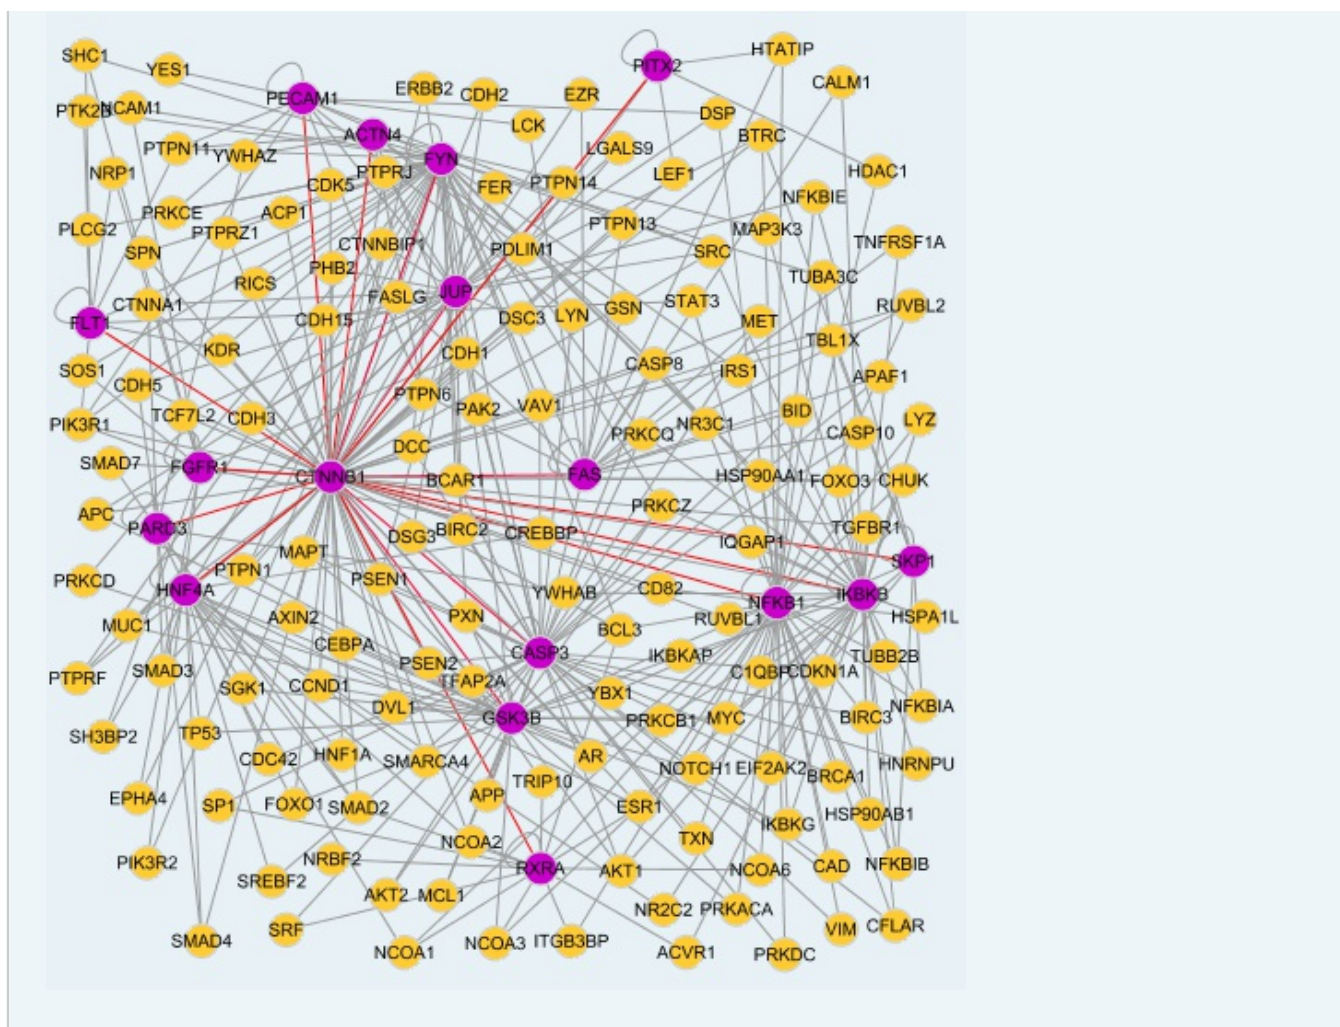 SHC1
YES1
PITX2
HTATIP
CALM1
PECAM1
ERBB2
CDH2
EZR
PTK2B
NCAM1
LCK
DSP
ACTN4
BTRC
PTPN11
YWHAZ
FYN
LGALS9
NRP1
PTPRJ
CDK5
FER
PTPN14
LEF1
HDAC1
NFKBIE
PRKCE
ACP1
PTPN13
PLCG2
PTPRZ1
MAP3K3
CTNNBIP1
TNFRSF1A
SPN
PDLIM1
SRC
PHB2
TUBA3C
RICS
JUP
CTNNA1
FASLG
STAT3
RUVBL2
FLT1
CDH15
DSC3
LYN
GSN
MET
TBL1X
KDR
CDH1
CASP8
IRS1
SOS1
APAF1
CDH5
PTPN6
PIK3R1
TCF7L2
CDH3
PAK2
VAV1
BID
LYZ
PRKCQ
NR3C1
CASP10
DCC
SMAD7
FGFR1
CTNNB1
BCAR1
FAS
HSP90AA1
FOXO3
CHUK
APC
PRKCZ
PARD3
DSG3
BIRC2
CREBBP
TGFBR1
IQGAP1
MAPT
SKP1
PRKCD
HNF4A
PTPN1
PSEN1
YWHAB
CD82
NFKB1
IKBKB
MUC1
AXIN2
PXN
RUVBL1
HSPA1L
BCL3
CEBPA
CASP3
IKBKAP
TUBB2B
PTPRF
SMAD3
PSEN2
C1QBP
CDKN1A
SGK1
CCND1
TFAP2A
YBX1
NFKBIA
DVL1
GSK3B
PRKCB1
MYC
BIRC3
SH3BP2
TP53
CDC42
HNF1A
SMARCA4
AR
NOTCH1
EIF2AK2
BRCA1
HNRNPU
EPHA4
SP1
FOXO1
SMAD2
APP
TRIP10
ESR1
IKBKG
HSP90AB1
TXN
NCOA2
PIK3R2
NRBF2
RXRA
AKT1
NCOA6
CAD
NFKBIB
SREBF2
AKT2
MCL1
NR2C2
PRKACA
SRF
VIM
CFLAR
SMAD4
NCOA1
NCOA3
ITGB3BP
ACVR1
PRKDC